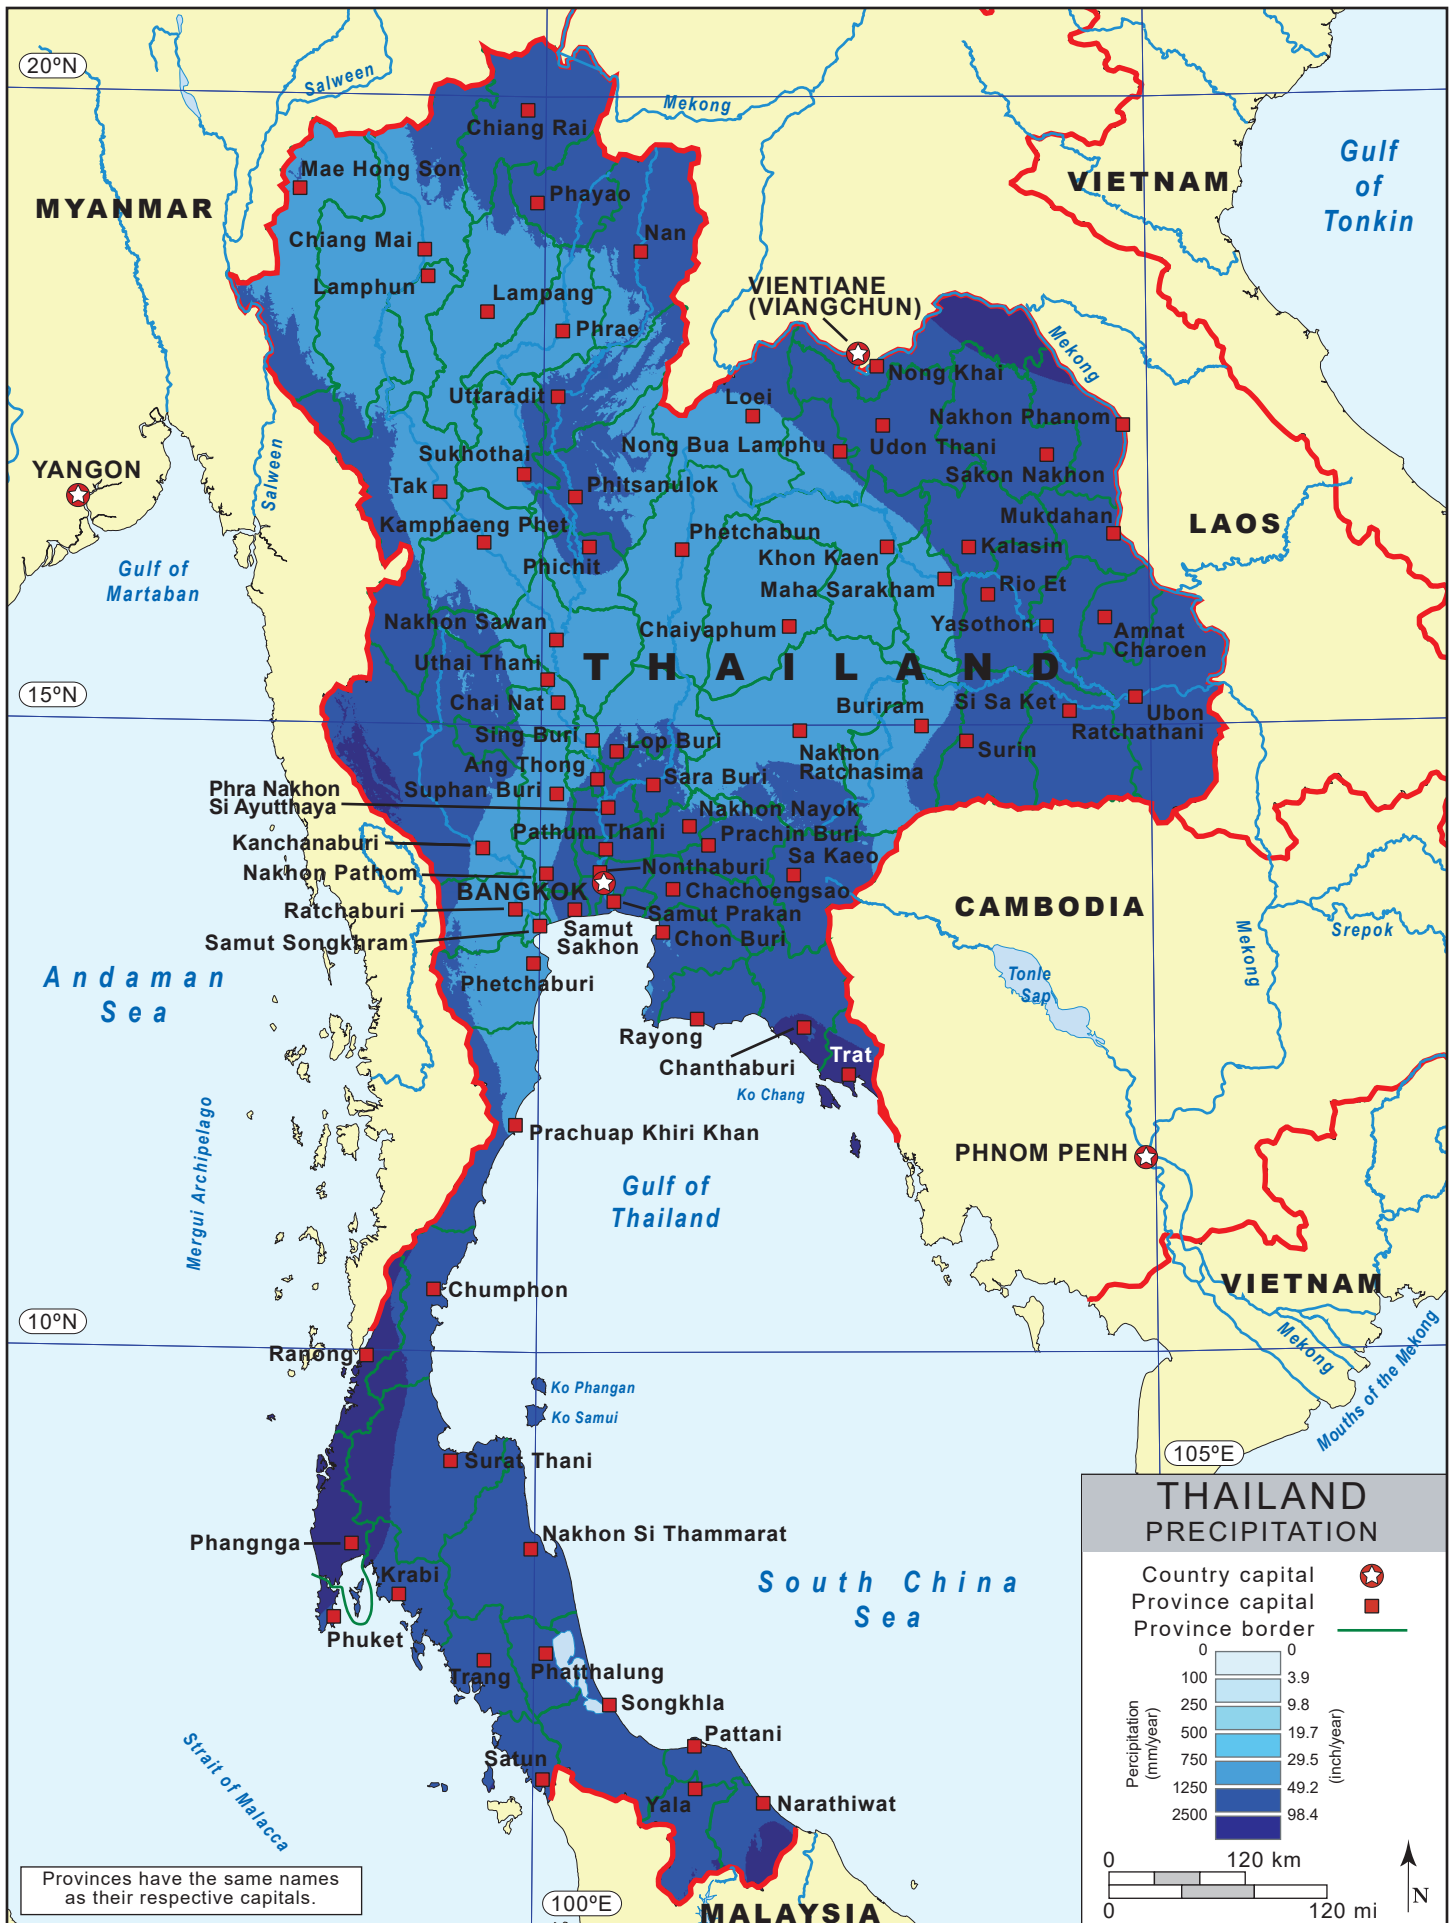 20°N
Salween
Mekong
Chiang Rai
Gulf
of
Tonkin
Mae Hong Son
VIETNAM
MYANMAR
Phayao
Nan
Chiang Mai
Lamphun
Lampang
VIENTIANE
(VIANGCHUN)
Phrae
Mekong
Nong Khai
Uttaradit
Loei
Nakhon Phanom
Nong Bua Lamphu
Udon Thani
Sukhothai
Salween
YANGON
Sakon Nakhon
Tak
Phitsanulok
Mukdahan
Kamphaeng Phet
Phetchabun
LAOS
Khon Kaen
Kalasin
Phichit
Gulf of
Martaban
Maha Sarakham
Rio Et
Nakhon Sawan
Chaiyaphum
Yasothon
Amnat
Charoen
Uthai Thani
THAILAND
15°N
Chai Nat
Buriram
Si Sa Ket
Ubon
Ratchathani
Sing Buri
Lop Buri
Nakhon
Ratchasima
Surin
Ang Thong
Sara Buri
Phra Nakhon
Si Ayutthaya
Suphan Buri
Nakhon Nayok
Pathum Thani
Prachin Buri
Kanchanaburi
Sa Kaeo
Nonthaburi
Nakhon Pathom
BANGKOK
Chachoengsao
Ratchaburi
Samut Prakan
CAMBODIA
Samut Songkhram
Samut
Sakhon
Chon Buri
Mekong
Srepok
Andaman
Sea
Phetchaburi
Tonle
Sap
Rayong
Chanthaburi
Trat
Ko Chang
Mergui Archipelago
Prachuap Khiri Khan
PHNOM PENH
Gulf of
Thailand
Chumphon
VIETNAM
10°N
Ranong
Mekong
Mouths of the Mekong
Ko Phangan
Ko Samui
105°E
Surat Thani
Nakhon Si Thammarat
Phangnga
Krabi
South China
Sea
Phuket
Trang
Phatthalung
Songkhla
Pattani
Strait of Malacca
Satun
Yala
Narathiwat
100°E
MALAYSIA
Provinces have the same names
as their respective capitals.
THAILAND
PRECIPITATION
Country capital
Province capital
Province border
0 0
100 3.9
250 9.8
500 19.7
750 29.5
1250 49.2
2500 98.4
Percipitation
(mm/year)
(inch/year)
0 120 km
0 120 mi
N